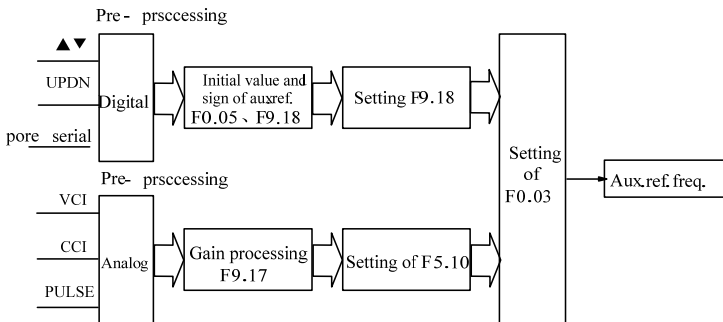 Pre- prsccessing
▲▼
UPDN
pore serial
Digital
Initial value and
sign of auxref.
F0.05、F9.18
Setting F9.18
Setting
of
F0.03
Aux.ref.freq.
Pre- prsccessing
VCI
CCI
PULSE
Analog
Gain processing
F9.17
Setting of F5.10